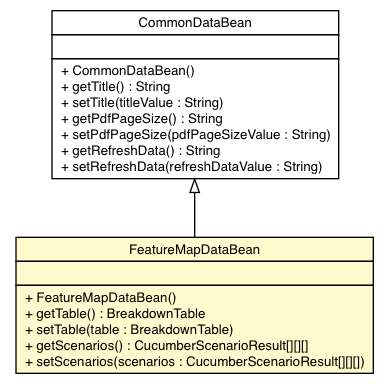 CommonDataBean
+ CommonDataBean()
+ getTitle() : String
+ setTitle(titleValue : String)
+ getPdfPageSize() : String
+ setPdfPageSize(pdfPageSizeValue : String)
+ getRefreshData() : String
+ setRefreshData(refreshDataValue : String)
FeatureMapDataBean
+ FeatureMapDataBean()
+ getTable() : BreakdownTable
+ setTable(table : BreakdownTable)
+ getScenarios() : CucumberScenarioResult[][][]
+ setScenarios(scenarios : CucumberScenarioResult[][][])